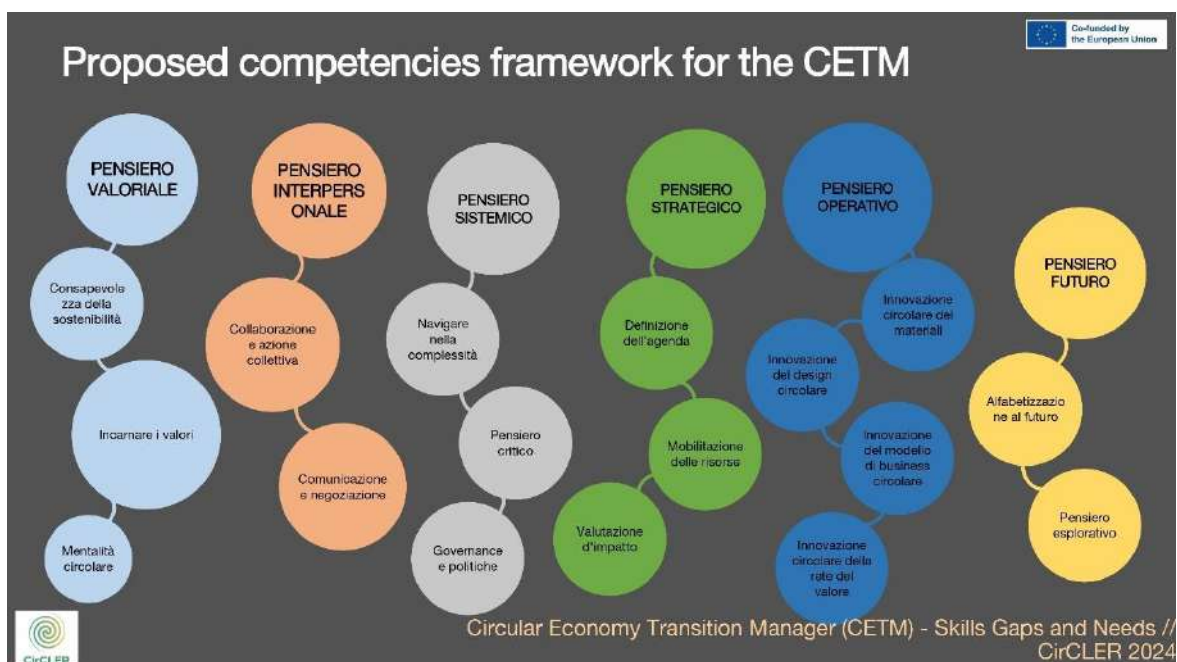 Co-funded by
the European Union
Proposed competencies framework for the CETM
PENSIERO
VALORIALE
Consapevole
zza della
sostenibilità
Incarnare i valori
Mentalità
circolare
PENSIERO
INTERPERS
ONALE
Collaborazione
e azione
collettiva
Comunicazione
e negoziazione
PENSIERO
SISTEMICO
Navigare
nella
complessità
Pensiero
critico
Governance
e politiche
PENSIERO
STRATEGICO
Definizione
dell'agenda
Mobilitazione
delle risorse
Valutazione
d'impatto
PENSIERO
OPERATIVO
Innovazione
circolare dei
materiali
Innovazione
del design
circolare
Innovazione
del modello
di business
circolare
Innovazione
circolare della
rete del
valore
PENSIERO
FUTURO
Alfabetizzazio
ne al futuro
Pensiero
esplorativo
Circular Economy Transition Manager (CETM) - Skills Gaps and Needs //
CirCLER 2024
CirCLER